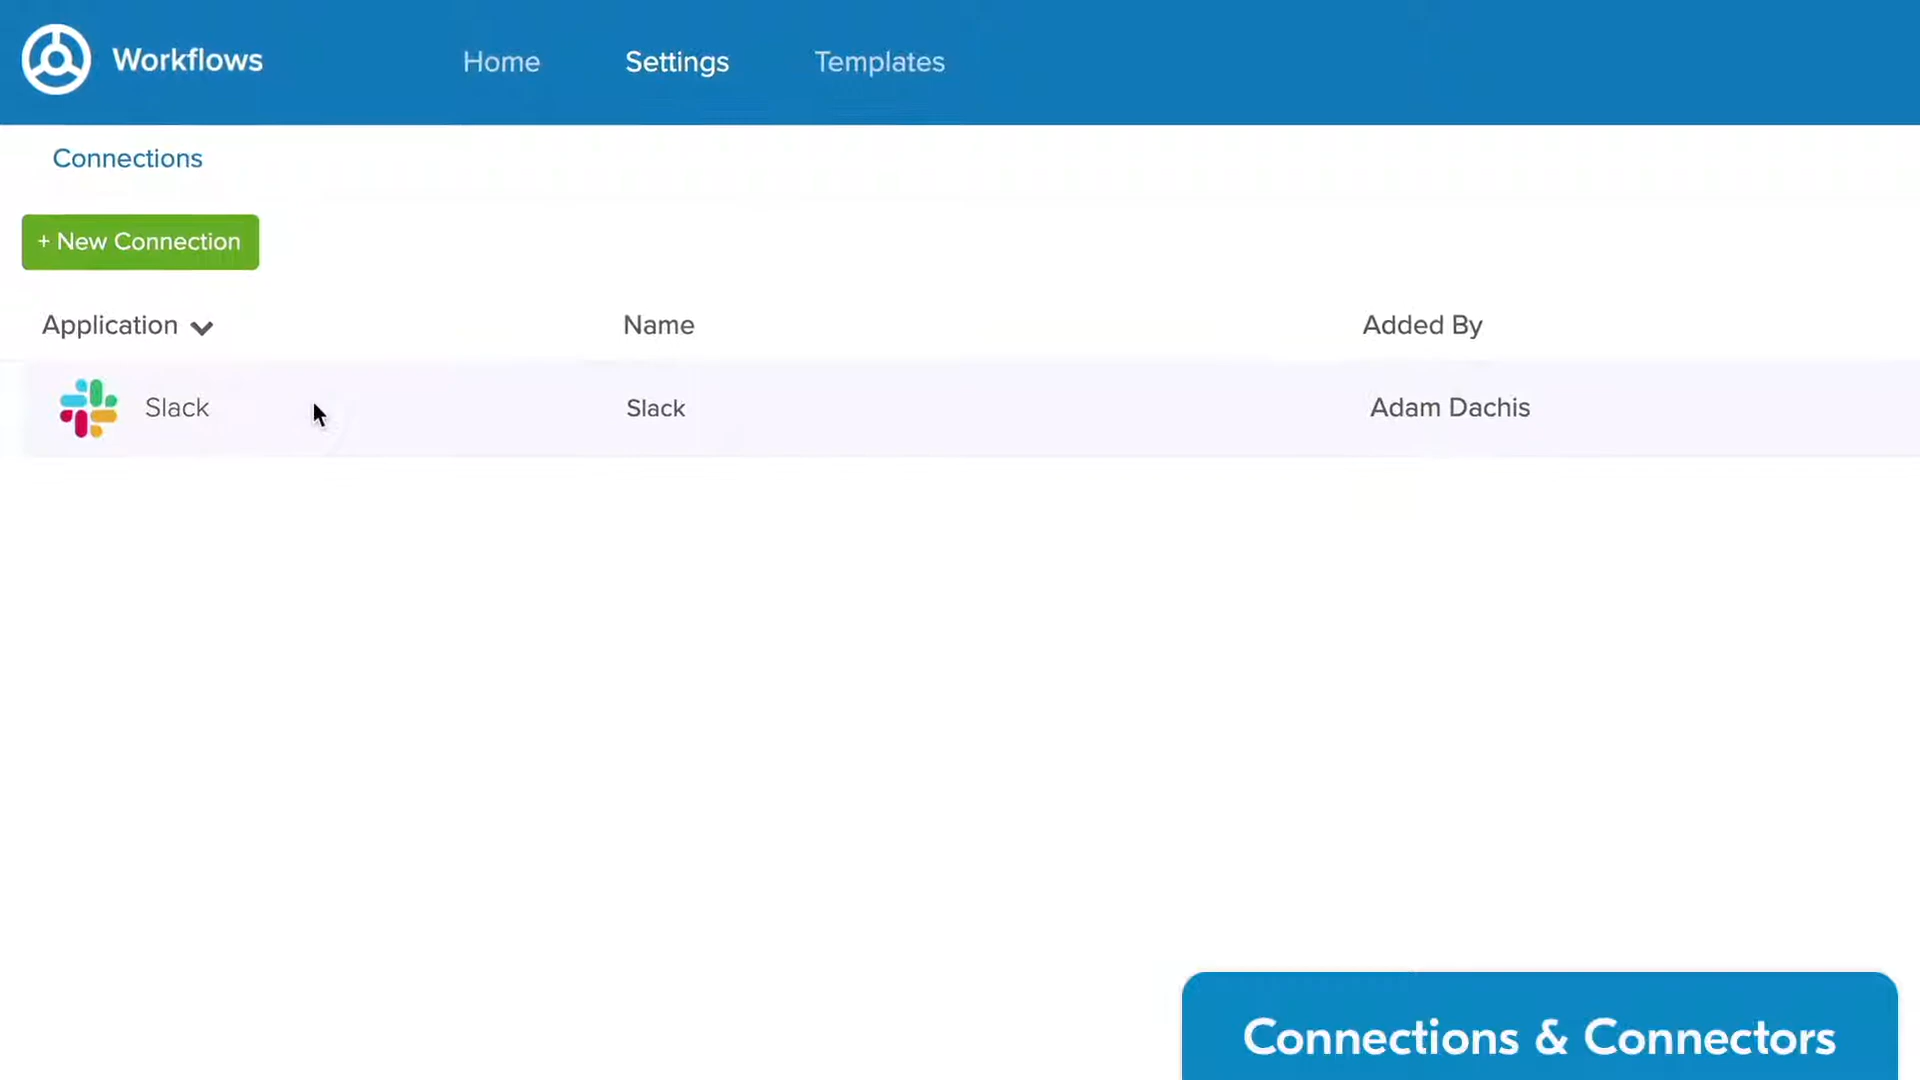 Workflows Home Settings Templates
Connections
+ New Connection
Application Name Added By
Slack Slack Adam Dachis
Connections & Connectors